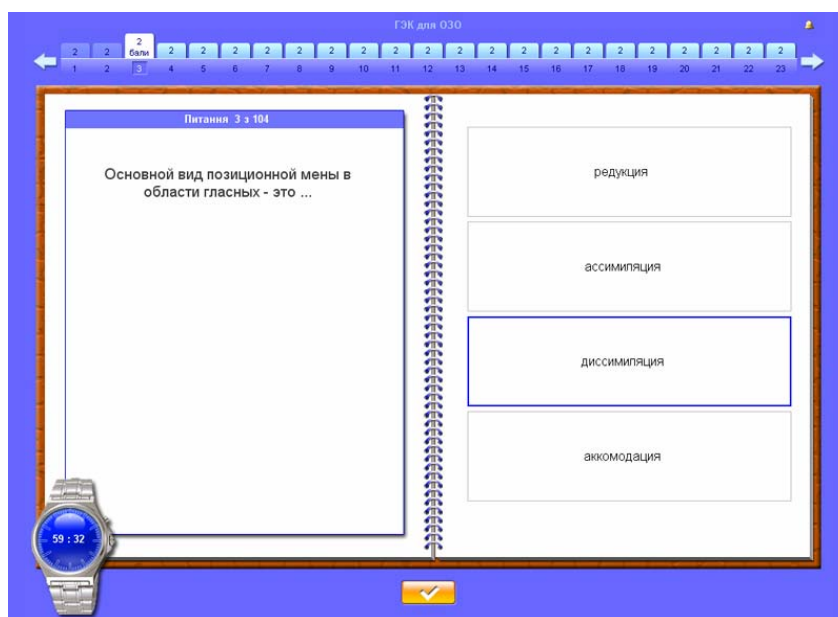 ГЭК для ОЗО
2 2 2 2 2 2 2 2 2 2 2 2 2 2 2 2 2 2 2 2 2 2 2
бали
1 2 3 4 5 6 7 8 9 10 11 12 13 14 15 16 17 18 19 20 21 22 23
Питання 3 з 104
Основной вид позиционной мены в
области гласных - это ...
редукция
ассимиляция
диссимиляция
аккомодация
59 : 32